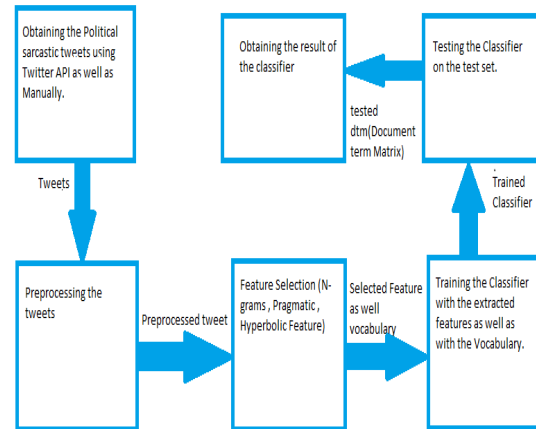 Obtaining the Political
sarcastic tweets using
Twitter API as well as
Manually.
Tweets
Preprocessing the
tweets
Preprocessed tweet
Feature Selection (N-
grams , Pragmatic ,
Hyperbolic Feature)
Selected Feature
as well
vocabulary
Training the Classifier
with the extracted
features as well as
with the Vocabulary.
.
Trained
Classifier
Testing the Classifier
on the test set.
tested
dtm(Document
term Matrix)
Obtaining the result of
the classifier